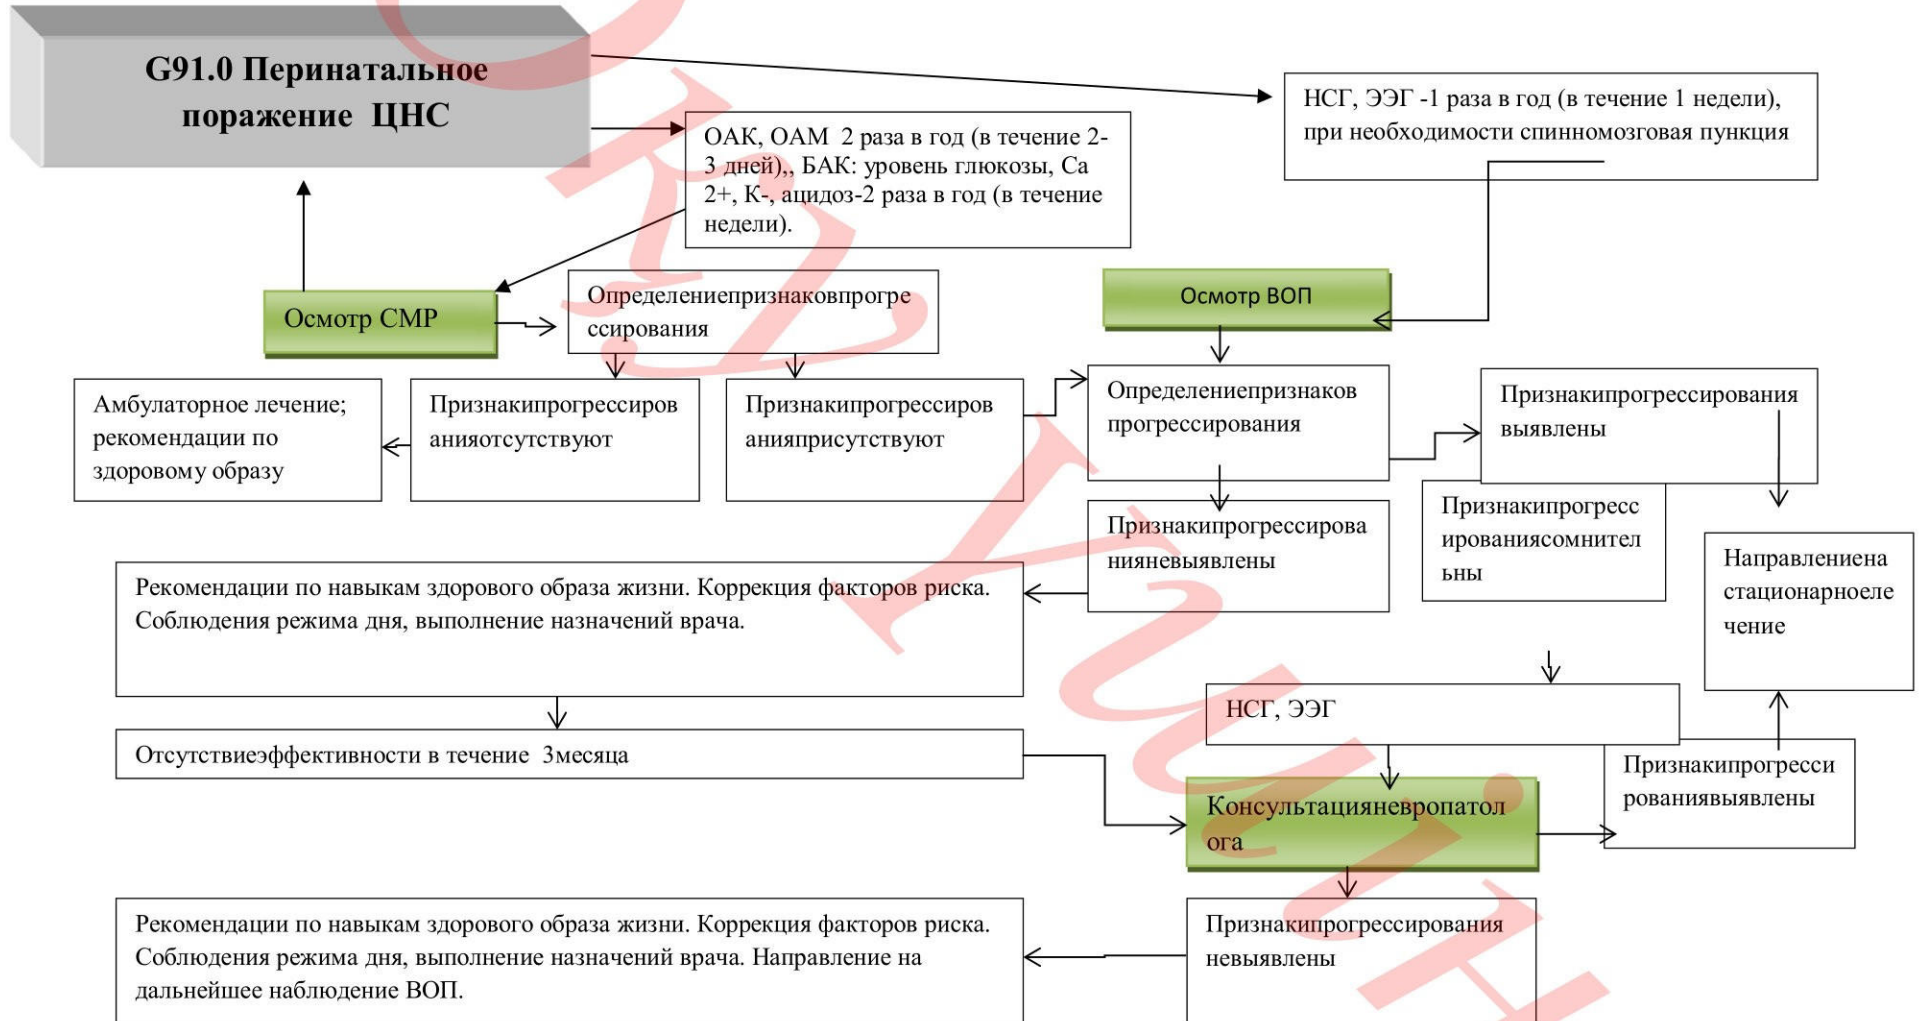 G91.0 Перинатальное
поражение ЦНС
НСГ, ЭЭГ -1 раза в год (в течение 1 недели),
при необходимости спинномозговая пункция
ОАК, ОАМ 2 раза в год (в течение 2-
3 дней),, БАК: уровень глюкозы, Са
2+, К-, ацидоз-2 раза в год (в течение
недели).
Осмотр СМР
Определениепризнаковпрогре
ссирования
Осмотр ВОП
Амбулаторное лечение;
рекомендации по
здоровому образу
Признакипрогрессиров
анияотсутствуют
Признакипрогрессиров
анияприсутствуют
Определениепризнаков
прогрессирования
Признакипрогрессирования
выявлены
Признакипрогрессирова
нияневыявлены
Признакипрогресс
ированиясомнител
ьны
Направлениена
стационарноеле
чение
Рекомендации по навыкам здорового образа жизни. Коррекция факторов риска.
Соблюдения режима дня, выполнение назначений врача.
НСГ, ЭЭГ
Отсутствиеэффективности в течение 3месяца
Признакипрогресси
рованиявыявлены
Консультацияневропатол
ога
Рекомендации по навыкам здорового образа жизни. Коррекция факторов риска.
Соблюдения режима дня, выполнение назначений врача. Направление на
дальнейшее наблюдение ВОП.
Признакипрогрессирования
невыявлены